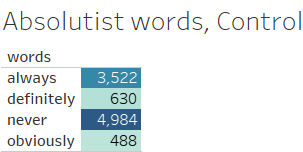 Absolutist words, Control
words
always 3,522
definitely 630
never 4,984
obviously 488